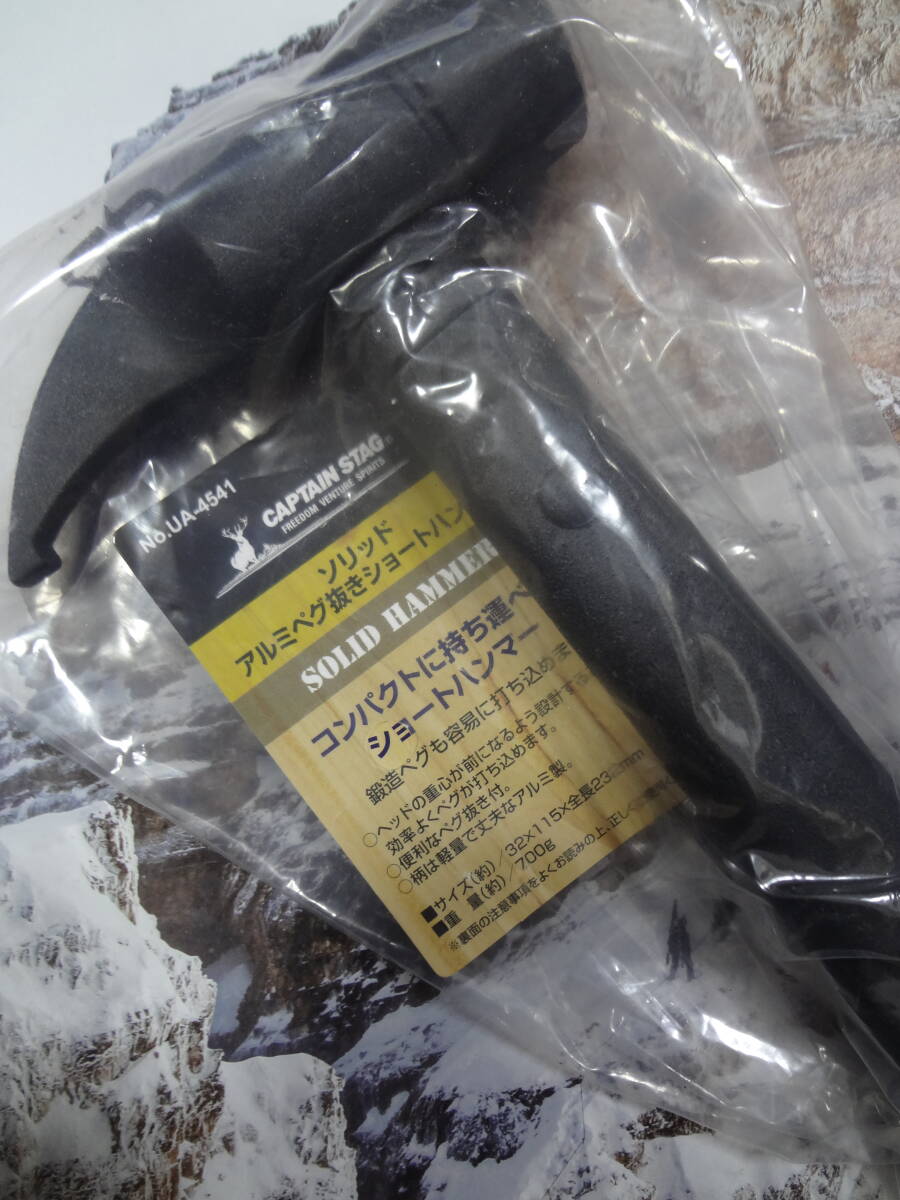 No.UA-4541
CAPTAIN STAG®
FREEDOM VENTURE SPIRITS
ソリッド
アルミペグ抜きショートハン
SOLID HAMMER
コンパクトに持ち運べ
ショートハンマー
鍛造ペグも容易に打ち込めま
○ヘッドの重心が前になるよう設計する
効率よくペグが打ち込めます。
○便利なペグ抜き付。
○柄は軽量で丈夫なアルミ製。
■サイズ(約)/32×115×全長23 mm
■重 量(約)/700g
※裏面の注意事項をよくお読みの上、正し